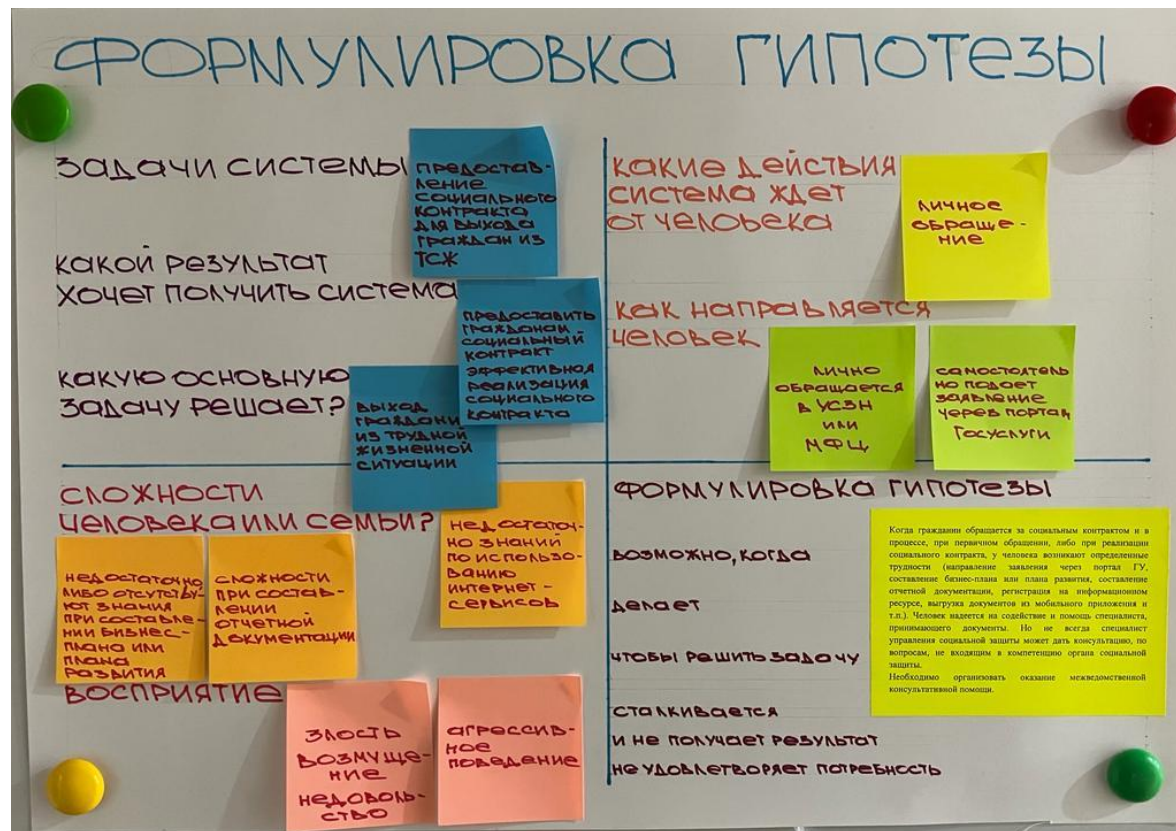 ФОРМУЛИРОВКА ГИПОТЕЗЫ
ЗАДАЧИ СИСТЕМЫ
ПРЕДОСТАВ-
ЛЕНИЕ
СОЦИАЛЬНОГО
КОНТРАКТА
ДЛЯ ВЫХОДА
ГРАЖДАН ИЗ
ТСЖ
КАКОЙ РЕЗУЛЬТАТ
ХОЧЕТ ПОЛУЧИТЬ СИСТЕМА
ПРЕДОСТАВИТЬ
ГРАЖДАНАМ
СОЦИАЛЬНЫЙ
КОНТРАКТ
ЭФФЕКТИВНАЯ
РЕАЛИЗАЦИЯ
СОЦИАЛЬНОГО
КОНТРАКТА
КАКУЮ ОСНОВНУЮ
ЗАДАЧУ РЕШАЕТ?
ВЫХОД
ГРАЖДАН
ИЗ ТРУДНОЙ
ЖИЗНЕННОЙ
СИТУАЦИИ
КАКИЕ ДЕЙСТВИЯ
СИСТЕМА ЖДЕТ
ОТ ЧЕЛОВЕКА
ЛИЧНОЕ
ОБРАЩЕ-
НИЕ
КАК НАПРАВЛЯЕТСЯ
ЧЕЛОВЕК
ЛИЧНО
ОБРАЩАЕТСЯ
В УСЗН
ИЛИ
МФЦ
САМОСТОЯТЕЛЬ
НО ПОДАЕТ
ЗАЯВЛЕНИЕ
ЧЕРЕЗ ПОРТАЛ
ГОСУСЛУГИ
СЛОЖНОСТИ
ЧЕЛОВЕКА ИЛИ СЕМЬИ?
НЕДОСТАТОЧНО
ЛИБО ОТСУТСТВУ-
ЮТ ЗНАНИЯ
ПРИ СОСТАВЛЕ-
НИИ БИЗНЕС-
ПЛАНА ИЛИ
ПЛАНА
РАЗВИТИЯ
СЛОЖНОСТИ
ПРИ СОСТАВ-
ЛЕНИИ
ОТЧЕТНОЙ
ДОКУМЕНТАЦИИ
НЕДОСТАТОЧ-
НО ЗНАНИЙ
ПО ИСПОЛЬЗО-
ВАНИЮ
ИНТЕРНЕТ-
СЕРВИСОВ
ВОСПРИЯТИЕ
ЗЛОСТЬ
ВОЗМУЩЕ-
НИЕ
НЕДОВОЛЬ-
СТВО
АГРЕССИВ-
НОЕ
ПОВЕДЕНИЕ
ФОРМУЛИРОВКА ГИПОТЕЗЫ
ВОЗМОЖНО, КОГДА
ДЕЛАЕТ
ЧТОБЫ РЕШИТЬ ЗАДАЧУ
СТАЛКИВАЕТСЯ
И НЕ ПОЛУЧАЕТ РЕЗУЛЬТАТ
НЕ УДОВЛЕТВОРЯЕТ ПОТРЕБНОСТЬ
Когда гражданин обращается за социальным контрактом и в
процессе, при первичном обращении, либо при реализации
социального контракта, у человека возникают определенные
трудности (направление заявления через портал ГУ,
составление бизнес-плана или плана развития, составление
отчетной документации, регистрация на информационном
ресурсе, выгрузка документов из мобильного приложения и
т.п.). Человек надеется на содействие и помощь специалиста,
принимающего документы. Но не всегда специалист
управления социальной защиты может дать консультацию, по
вопросам, не входящим в компетенцию органа социальной
защиты.
Необходимо организовать оказание межведомственной
консультативной помощи.